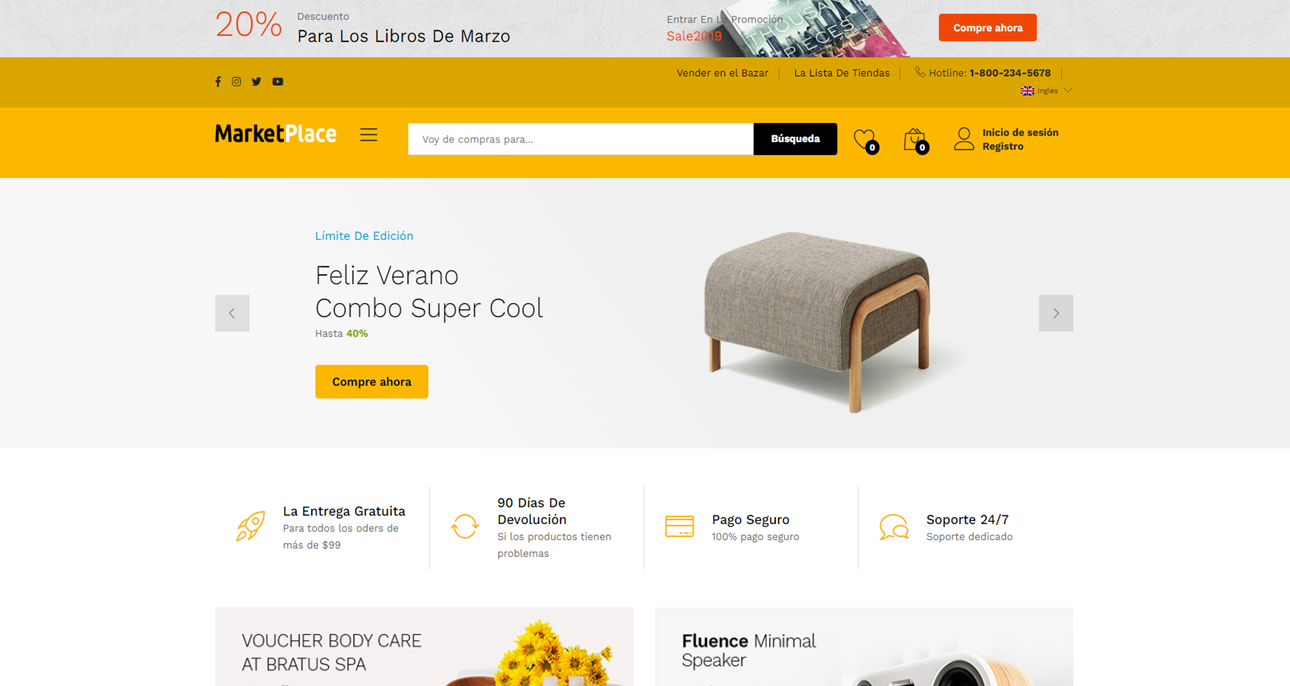 20%
Descuento
Para Los Libros De Marzo
Entrar En La Promoción
Sale2019
THOUSAND
PIECES
Compre ahora
Vender en el Bazar
La Lista De Tiendas
Hotline: 1-800-234-5678
Inglés
MarketPlace
Voy de compras para...
Búsqueda
0
0
Inicio de sesión
Registro
Límite De Edición
Feliz Verano
Combo Super Cool
Hasta 40%
Compre ahora
La Entrega Gratuita
Para todos los oders de
más de $99
90 Días De
Devolución
Si los productos tienen
problemas
Pago Seguro
100% pago seguro
Soporte 24/7
Soporte dedicado
VOUCHER BODY CARE
AT BRATUS SPA
Fluence Minimal
Speaker